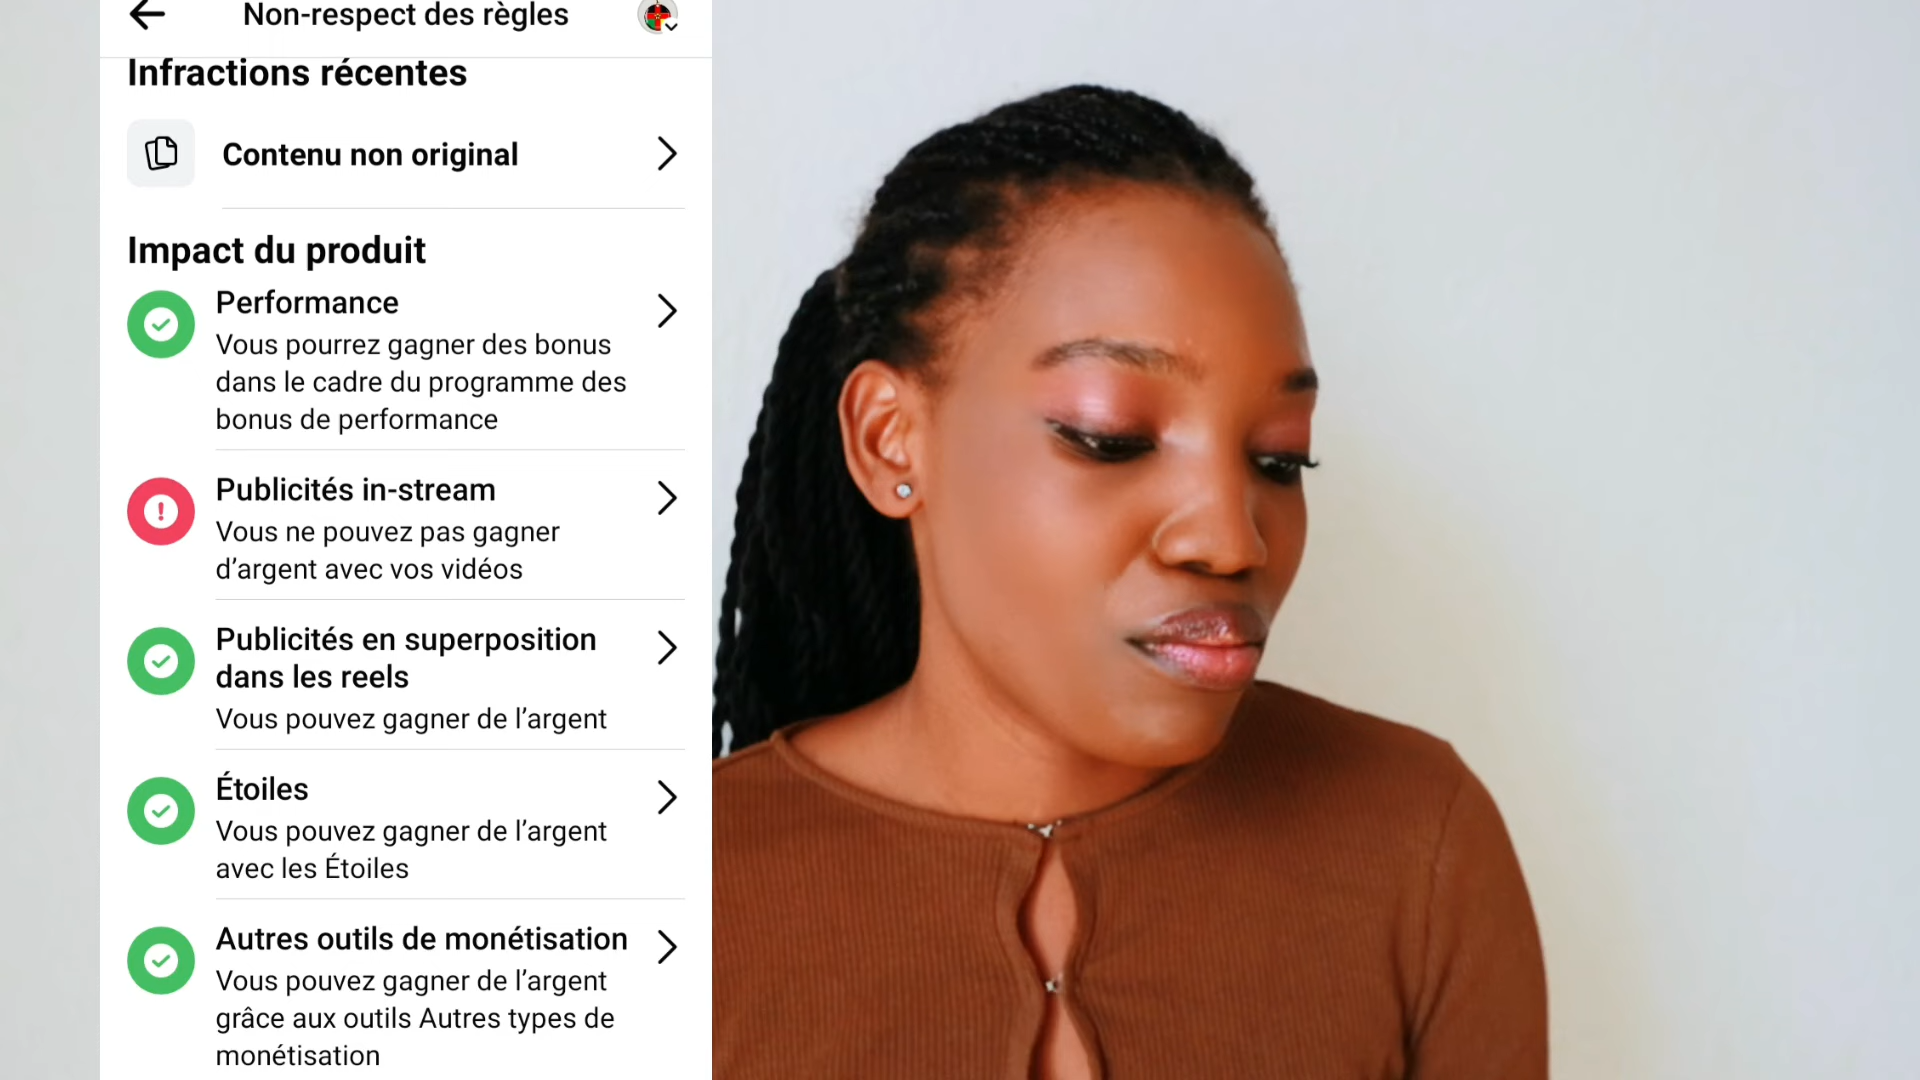 Non-respect des règles
Infractions récentes
Contenu non original
Impact du produit
Performance
Vous pourrez gagner des bonus
dans le cadre du programme des
bonus de performance
Publicités in-stream
Vous ne pouvez pas gagner
d’argent avec vos vidéos
Publicités en superposition
dans les reels
Vous pouvez gagner de l’argent
Étoiles
Vous pouvez gagner de l’argent
avec les Étoiles
Autres outils de monétisation
Vous pouvez gagner de l’argent
grâce aux outils Autres types de
monétisation